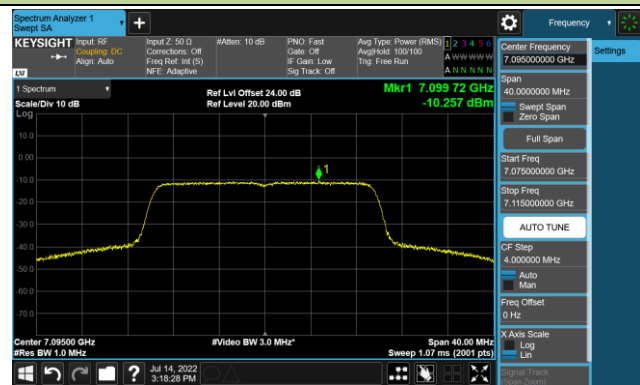 Spectrum Analyzer 1
Swept SA
Frequency
KEYSIGHT
Input: RF
Coupling: DC
Align: Auto
Input Z: 50 Ω
Corrections: Off
Freq Ref: Int (S)
NFE: Adaptive
#Atten: 10 dB
PNO: Fast
Gate: Off
IF Gain: Low
Sig Track: Off
Avg Type: Power (RMS)
Avg|Hold: 100/100
Trig: Free Run
1 2 3 4 5 6
A W W W W W
A N N N N N
LXI
Center Frequency
7.095000000 GHz
Settings
Span
40.0000000 MHz
Swept Span
Zero Span
Full Span
Start Freq
7.075000000 GHz
Stop Freq
7.115000000 GHz
AUTO TUNE
CF Step
4.000000 MHz
Auto
Man
Freq Offset
0 Hz
X Axis Scale
Log
Lin
Signal Track
(Span Zoom)
1 Spectrum
Scale/Div 10 dB
Log
Ref Lvl Offset 24.00 dB
Ref Level 20.00 dBm
Mkr1 7.099 72 GHz
-10.257 dBm
10.0
0.00
-10.0
-20.0
-30.0
-40.0
-50.0
-60.0
-70.0
1
Center 7.09500 GHz
#Res BW 1.0 MHz
#Video BW 3.0 MHz*
Span 40.00 MHz
Sweep 1.07 ms (2001 pts)
Jul 14, 2022
3:18:28 PM